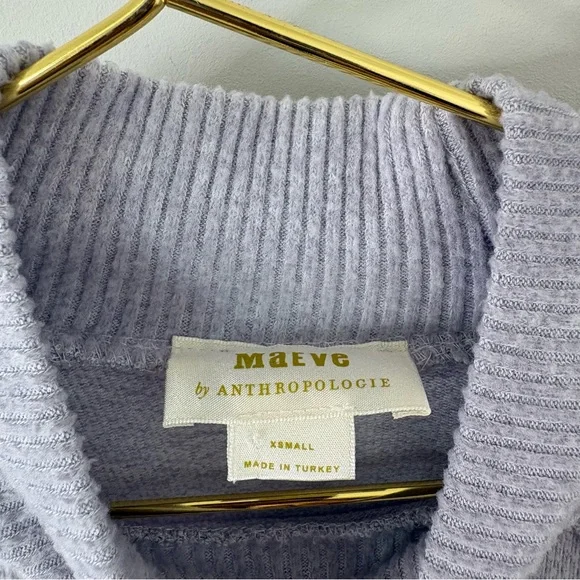 MaEVe
by ANTHROPOLOGIE
XSMALL
MADE IN TURKEY